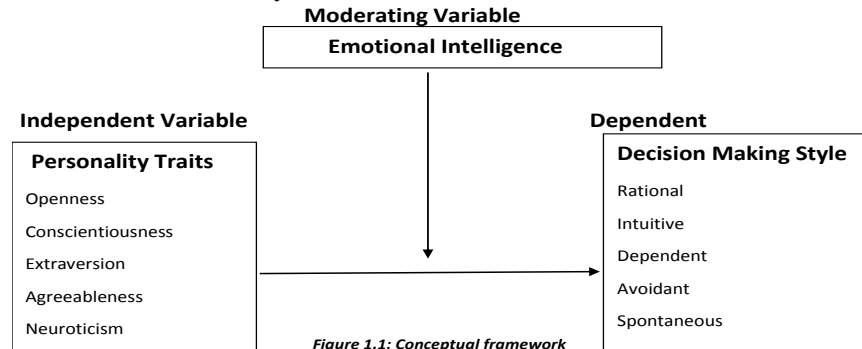 Moderating Variable
Emotional Intelligence
Independent Variable
Personality Traits
Openness
Conscientiousness
Extraversion
Agreeableness
Neuroticism
Dependent
Decision Making Style
Rational
Intuitive
Dependent
Avoidant
Spontaneous
Figure 1.1: Conceptual framework